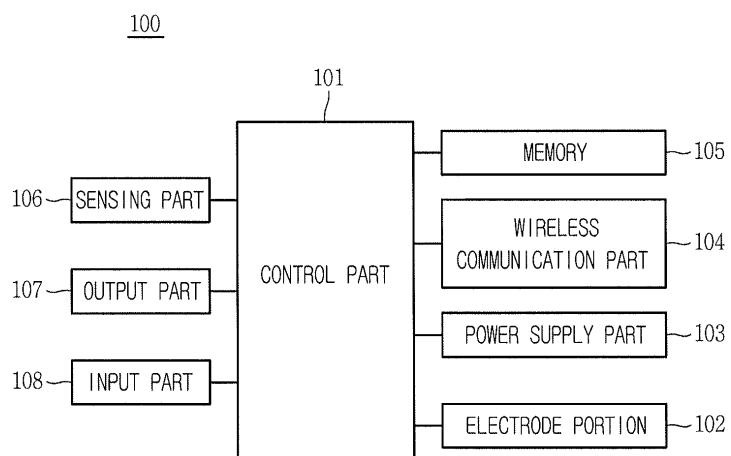 100
101
106
SENSING PART
107
OUTPUT PART
108
INPUT PART
CONTROL PART
MEMORY
105
WIRELESS
COMMUNICATION PART
104
POWER SUPPLY PART
103
ELECTRODE PORTION
102